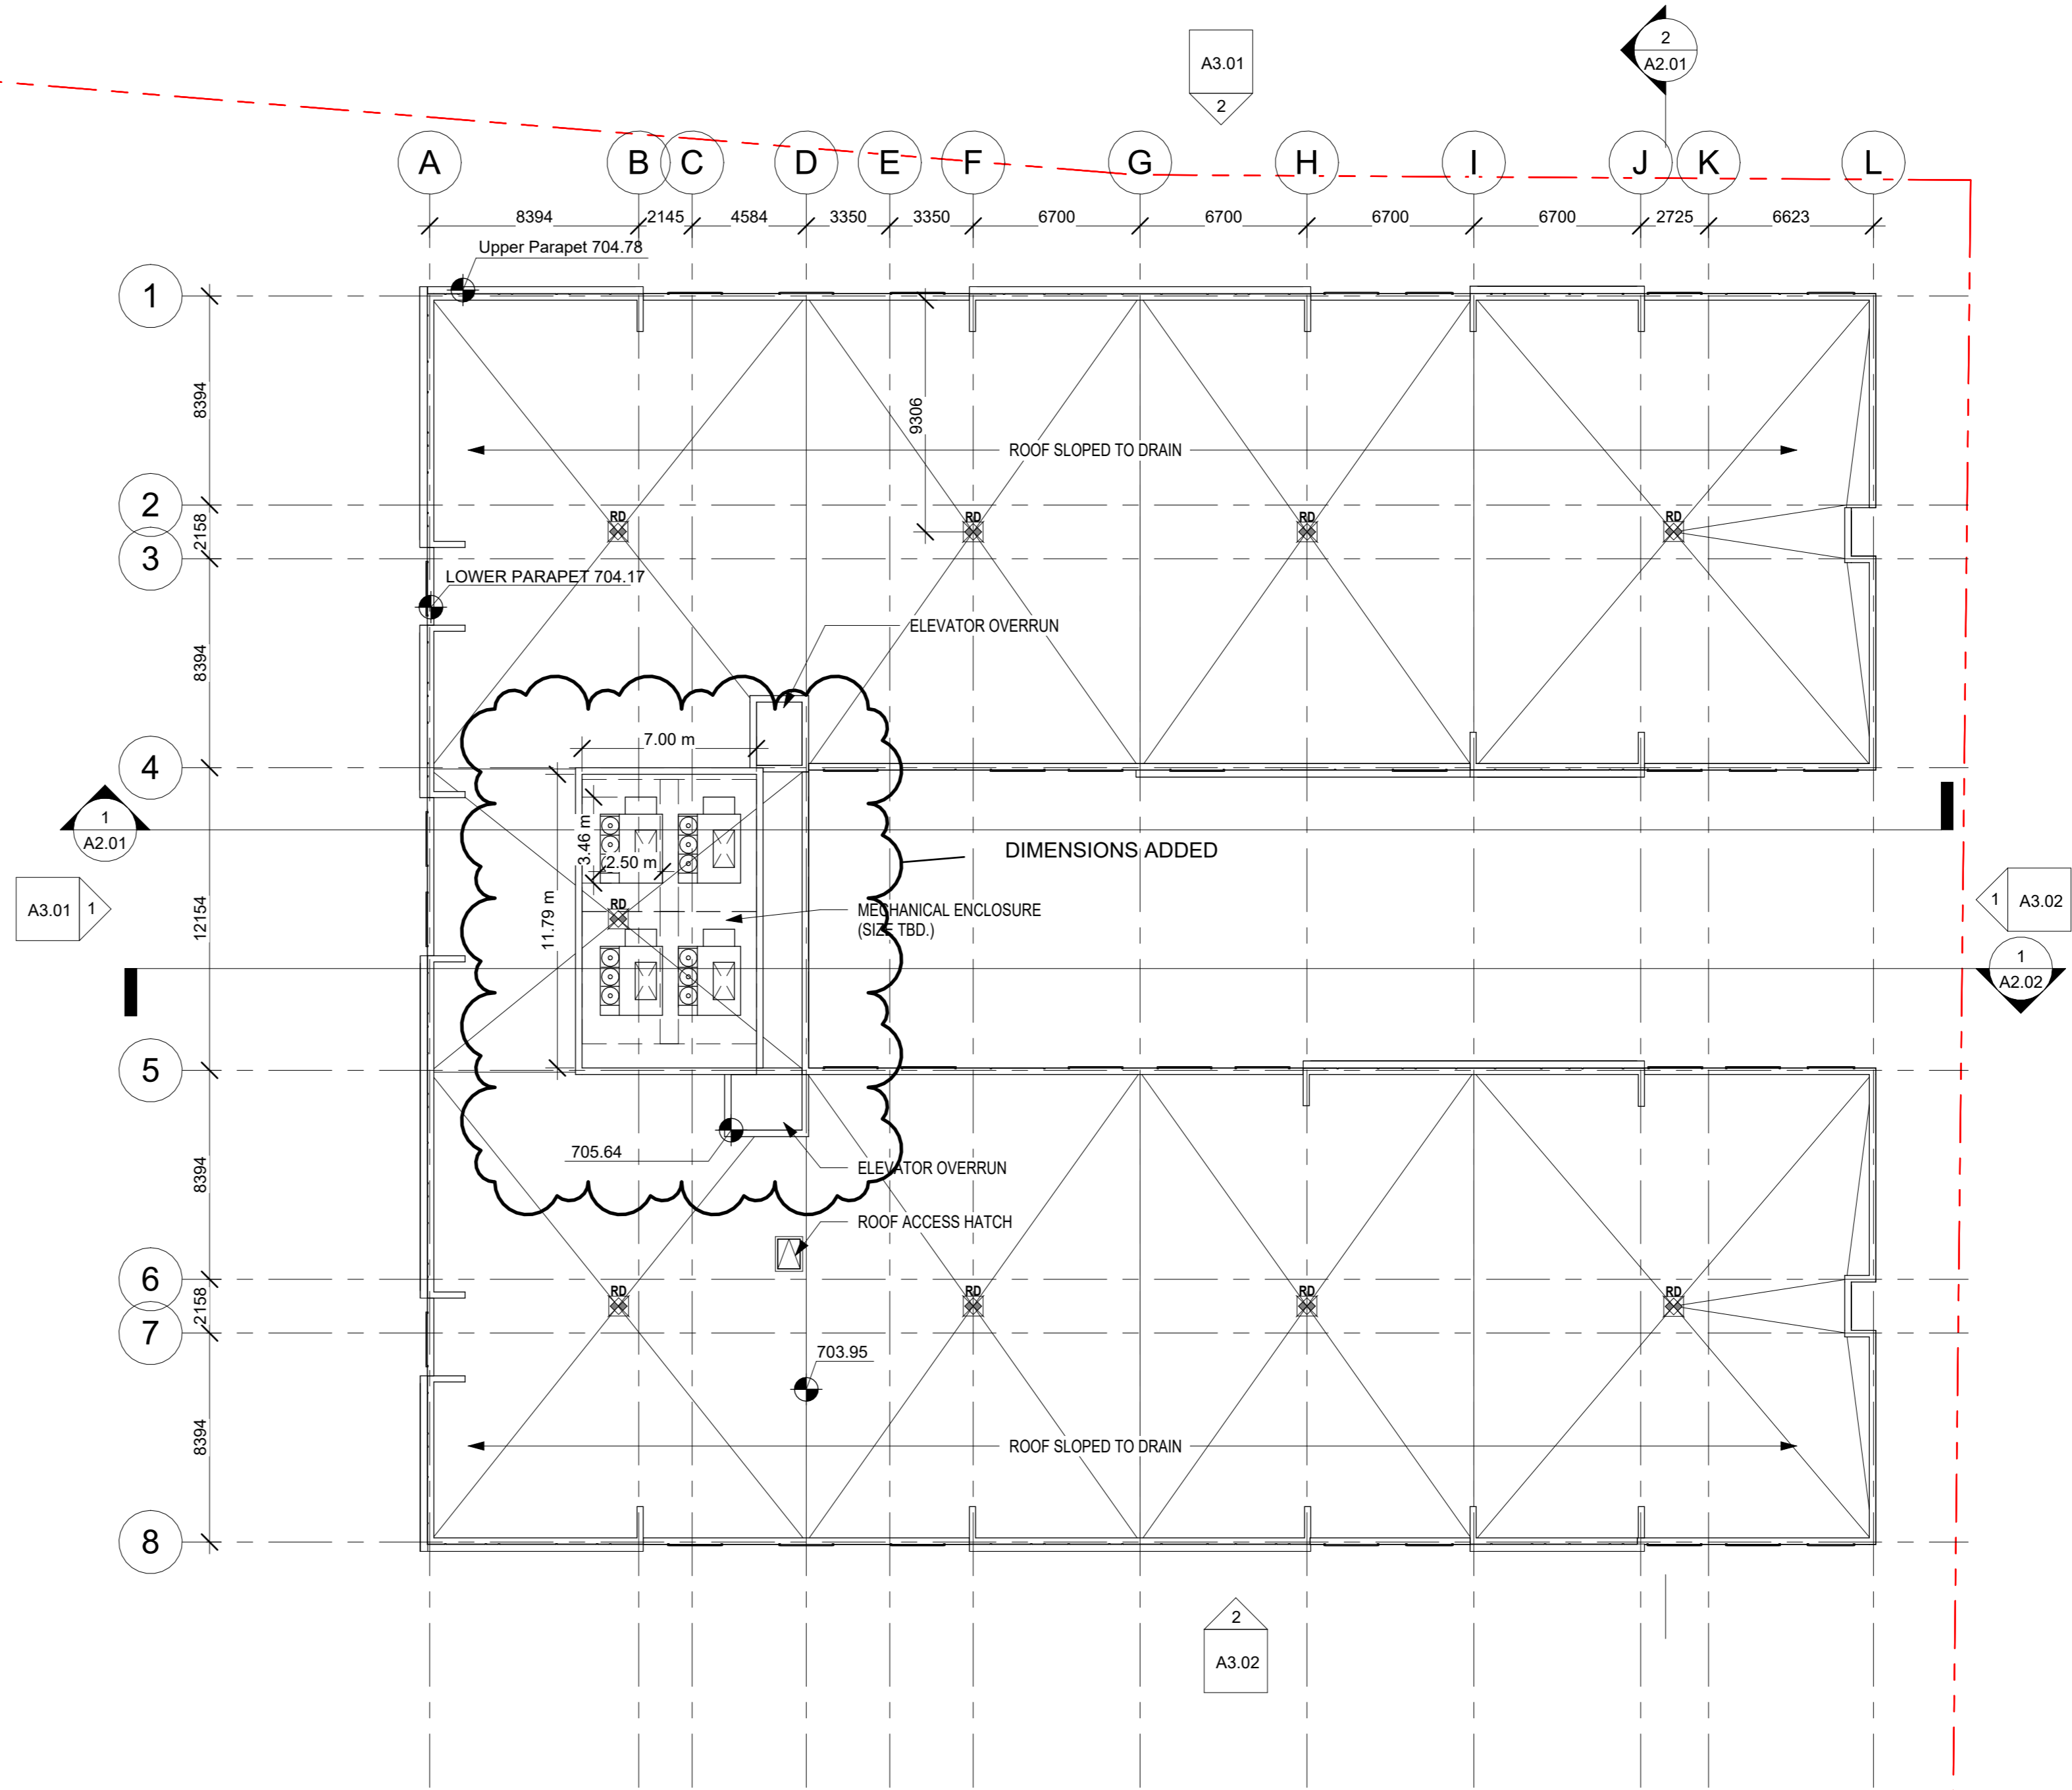 A3.01
2
2
A2.01
A
B
C
D
E
F
G
H
I
J
K
L
8394
2145
4584
3350
3350
6700
6700
6700
6700
2725
6623
Upper Parapet 704.78
1
8394
9306
ROOF SLOPED TO DRAIN
2
RD
RD
RD
RD
2158
3
LOWER PARAPET 704.17
8394
ELEVATOR OVERRUN
7.00 m
4
1
A2.01
3.46 m
2.50 m
DIMENSIONS ADDED
A3.01
1
1
A3.02
12154
11.79 m
RD
MECHANICAL ENCLOSURE
(SIZE TBD.)
1
A2.02
5
705.64
8394
ELEVATOR OVERRUN
ROOF ACCESS HATCH
6
RD
RD
RD
RD
2158
7
703.95
8394
ROOF SLOPED TO DRAIN
8
2
A3.02